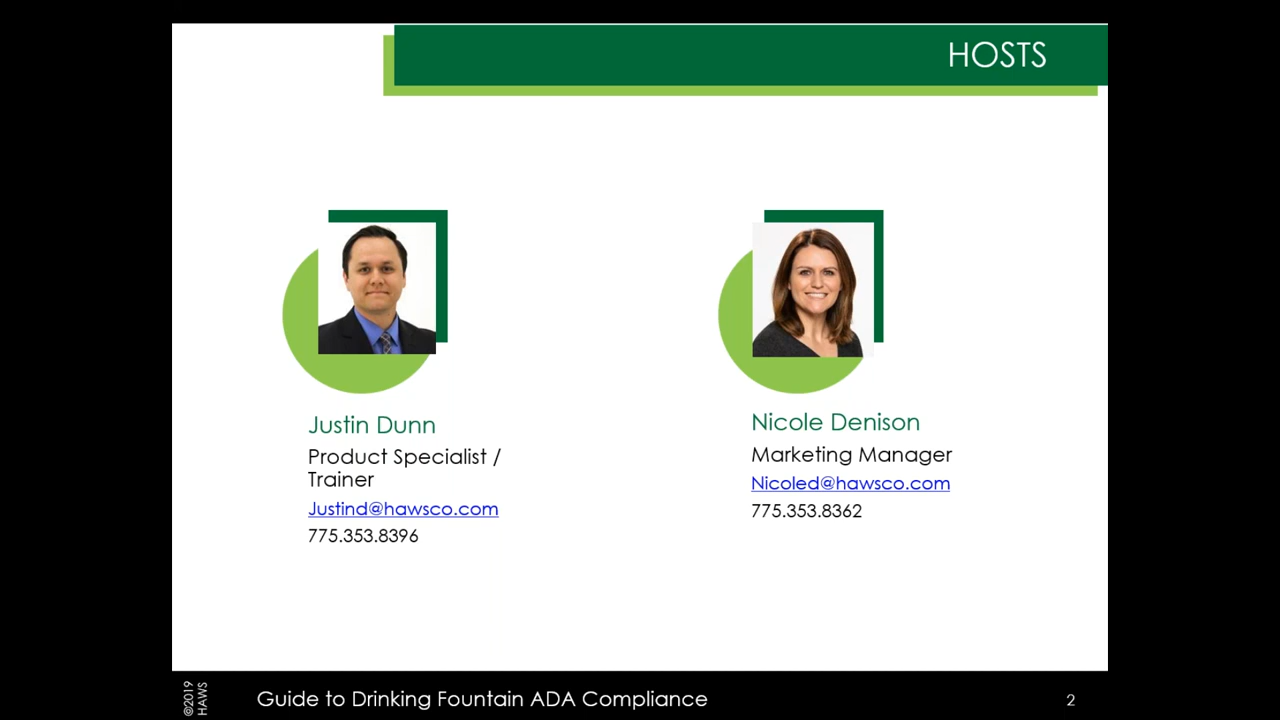 HOSTS
Justin Dunn
Product Specialist /
Trainer
Justind@hawsco.com
775.353.8396
Nicole Denison
Marketing Manager
Nicoled@hawsco.com
775.353.8362
©2019
HAWS
Guide to Drinking Fountain ADA Compliance
2